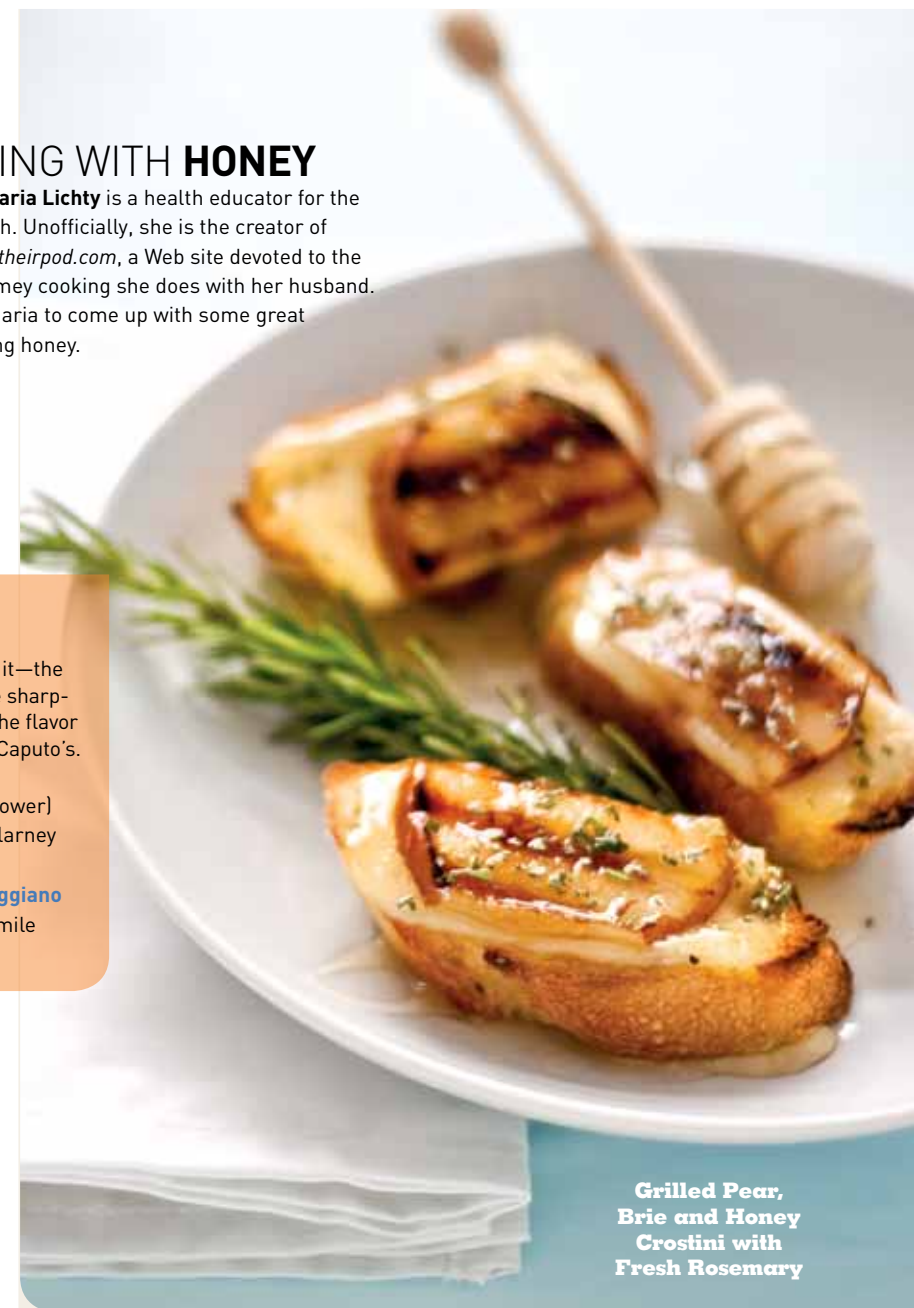 ING WITH HONEY
aria Lichty is a health educator for the
h. Unofficially, she is the creator of
theirpod.com, a Web site devoted to the
mey cooking she does with her husband.
aria to come up with some great
ng honey.
it—the
sharp-
he flavor
Caputo’s.
ower)
larney
ggiano
mile
Grilled Pear,
Brie and Honey
Crostini with
Fresh Rosemary